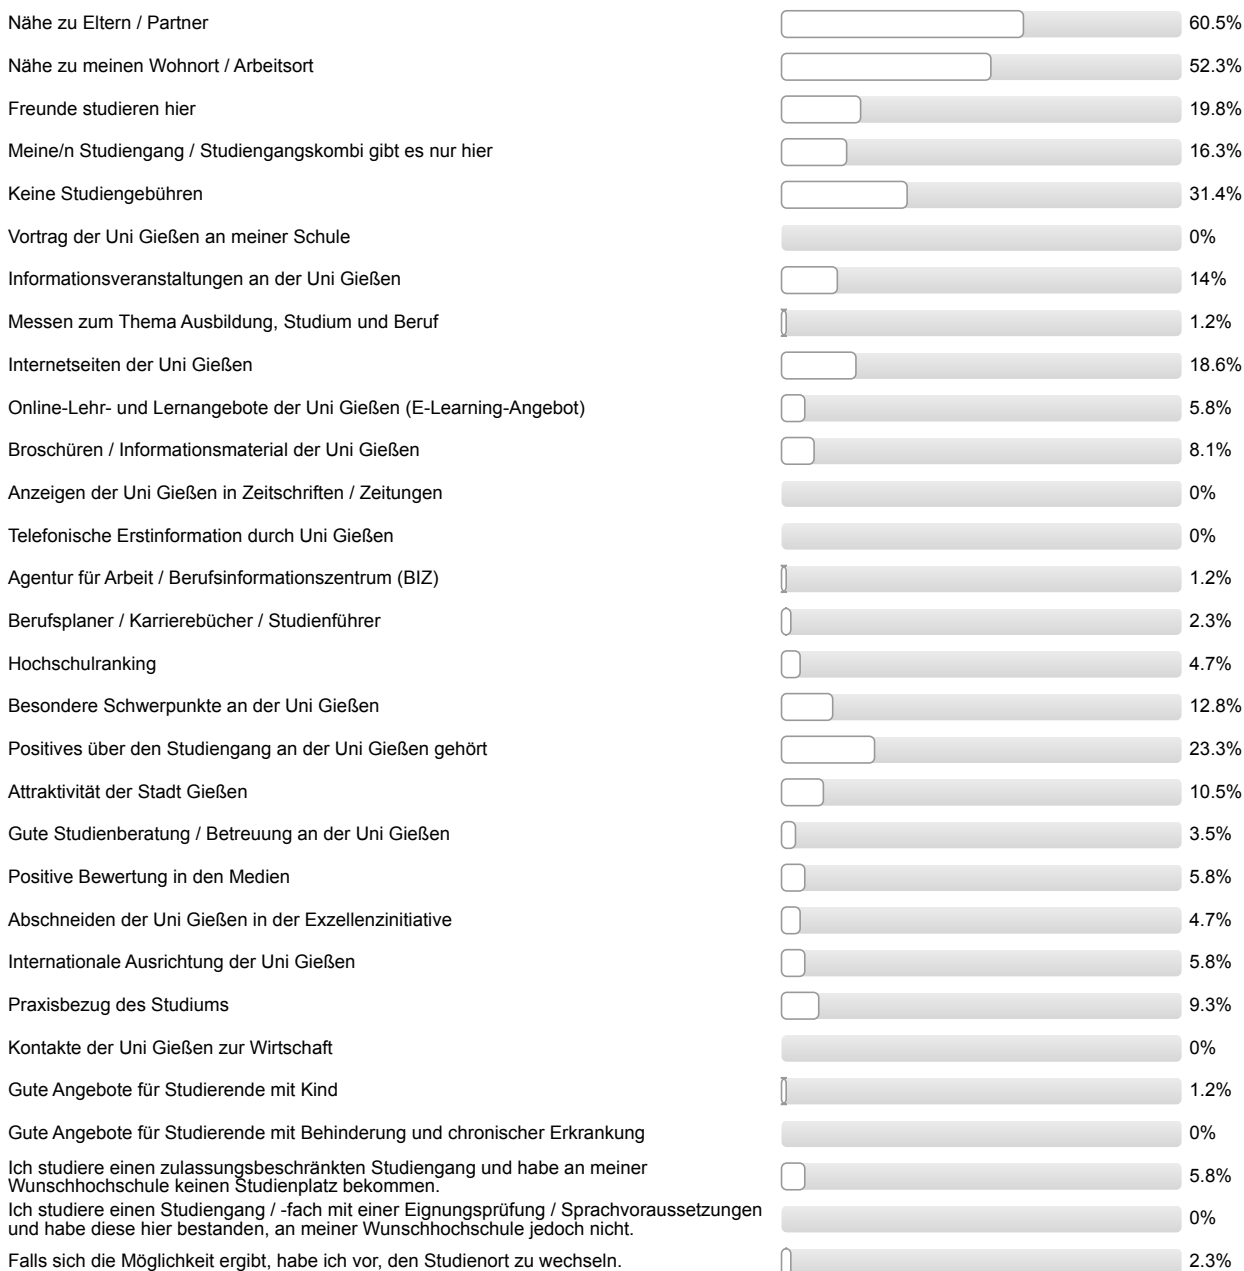 Nähe zu Eltern / Partner 60.5%
Nähe zu meinen Wohnort / Arbeitsort 52.3%
Freunde studieren hier 19.8%
Meine/n Studiengang / Studiengangskombi gibt es nur hier 16.3%
Keine Studiengebühren 31.4%
Vortrag der Uni Gießen an meiner Schule 0%
Informationsveranstaltungen an der Uni Gießen 14%
Messen zum Thema Ausbildung, Studium und Beruf 1.2%
Internetseiten der Uni Gießen 18.6%
Online-Lehr- und Lernangebote der Uni Gießen (E-Learning-Angebot) 5.8%
Broschüren / Informationsmaterial der Uni Gießen 8.1%
Anzeigen der Uni Gießen in Zeitschriften / Zeitungen 0%
Telefonische Erstinformation durch Uni Gießen 0%
Agentur für Arbeit / Berufsinformationszentrum (BIZ) 1.2%
Berufsplaner / Karrierebücher / Studienführer 2.3%
Hochschulranking 4.7%
Besondere Schwerpunkte an der Uni Gießen 12.8%
Positives über den Studiengang an der Uni Gießen gehört 23.3%
Attraktivität der Stadt Gießen 10.5%
Gute Studienberatung / Betreuung an der Uni Gießen 3.5%
Positive Bewertung in den Medien 5.8%
Abschneiden der Uni Gießen in der Exzellenzinitiative 4.7%
Internationale Ausrichtung der Uni Gießen 5.8%
Praxisbezug des Studiums 9.3%
Kontakte der Uni Gießen zur Wirtschaft 0%
Gute Angebote für Studierende mit Kind 1.2%
Gute Angebote für Studierende mit Behinderung und chronischer Erkrankung 0%
Ich studiere einen zulassungsbeschränkten Studiengang und habe an meiner
Wunschhochschule keinen Studienplatz bekommen. 5.8%
Ich studiere einen Studiengang / -fach mit einer Eignungsprüfung / Sprachvoraussetzungen
und habe diese hier bestanden, an meiner Wunschhochschule jedoch nicht. 0%
Falls sich die Möglichkeit ergibt, habe ich vor, den Studienort zu wechseln. 2.3%